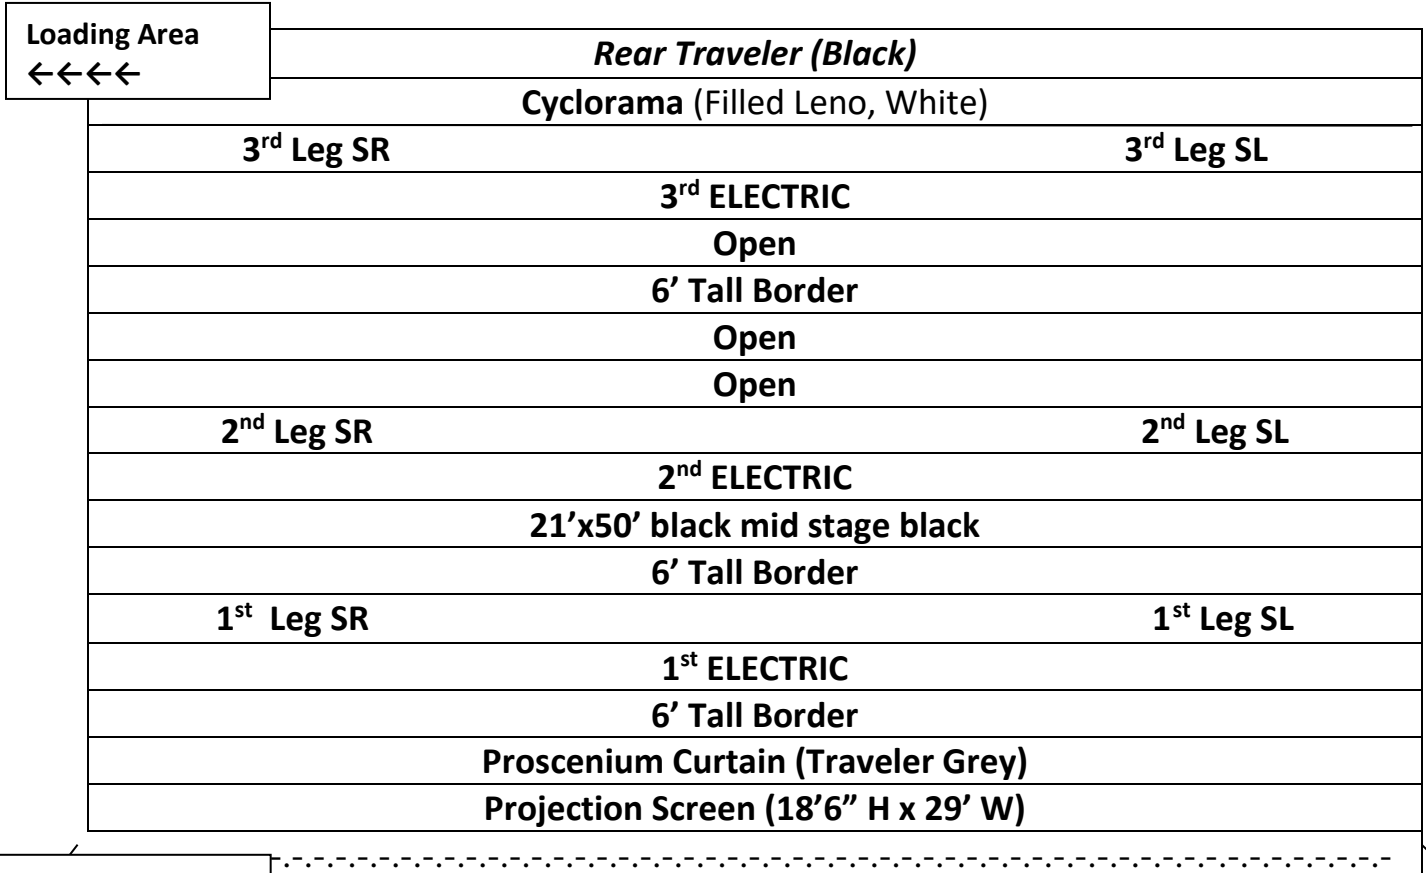 Loading Area
←←←←
Rear Traveler (Black)
Cyclorama (Filled Leno, White)
3rd Leg SR 3rd Leg SL
3rd ELECTRIC
Open
6’ Tall Border
Open
Open
2nd Leg SR 2nd Leg SL
2nd ELECTRIC
21’x50’ black mid stage black
6’ Tall Border
1st Leg SR 1st Leg SL
1st ELECTRIC
6’ Tall Border
Proscenium Curtain (Traveler Grey)
Projection Screen (18’6” H x 29’ W)